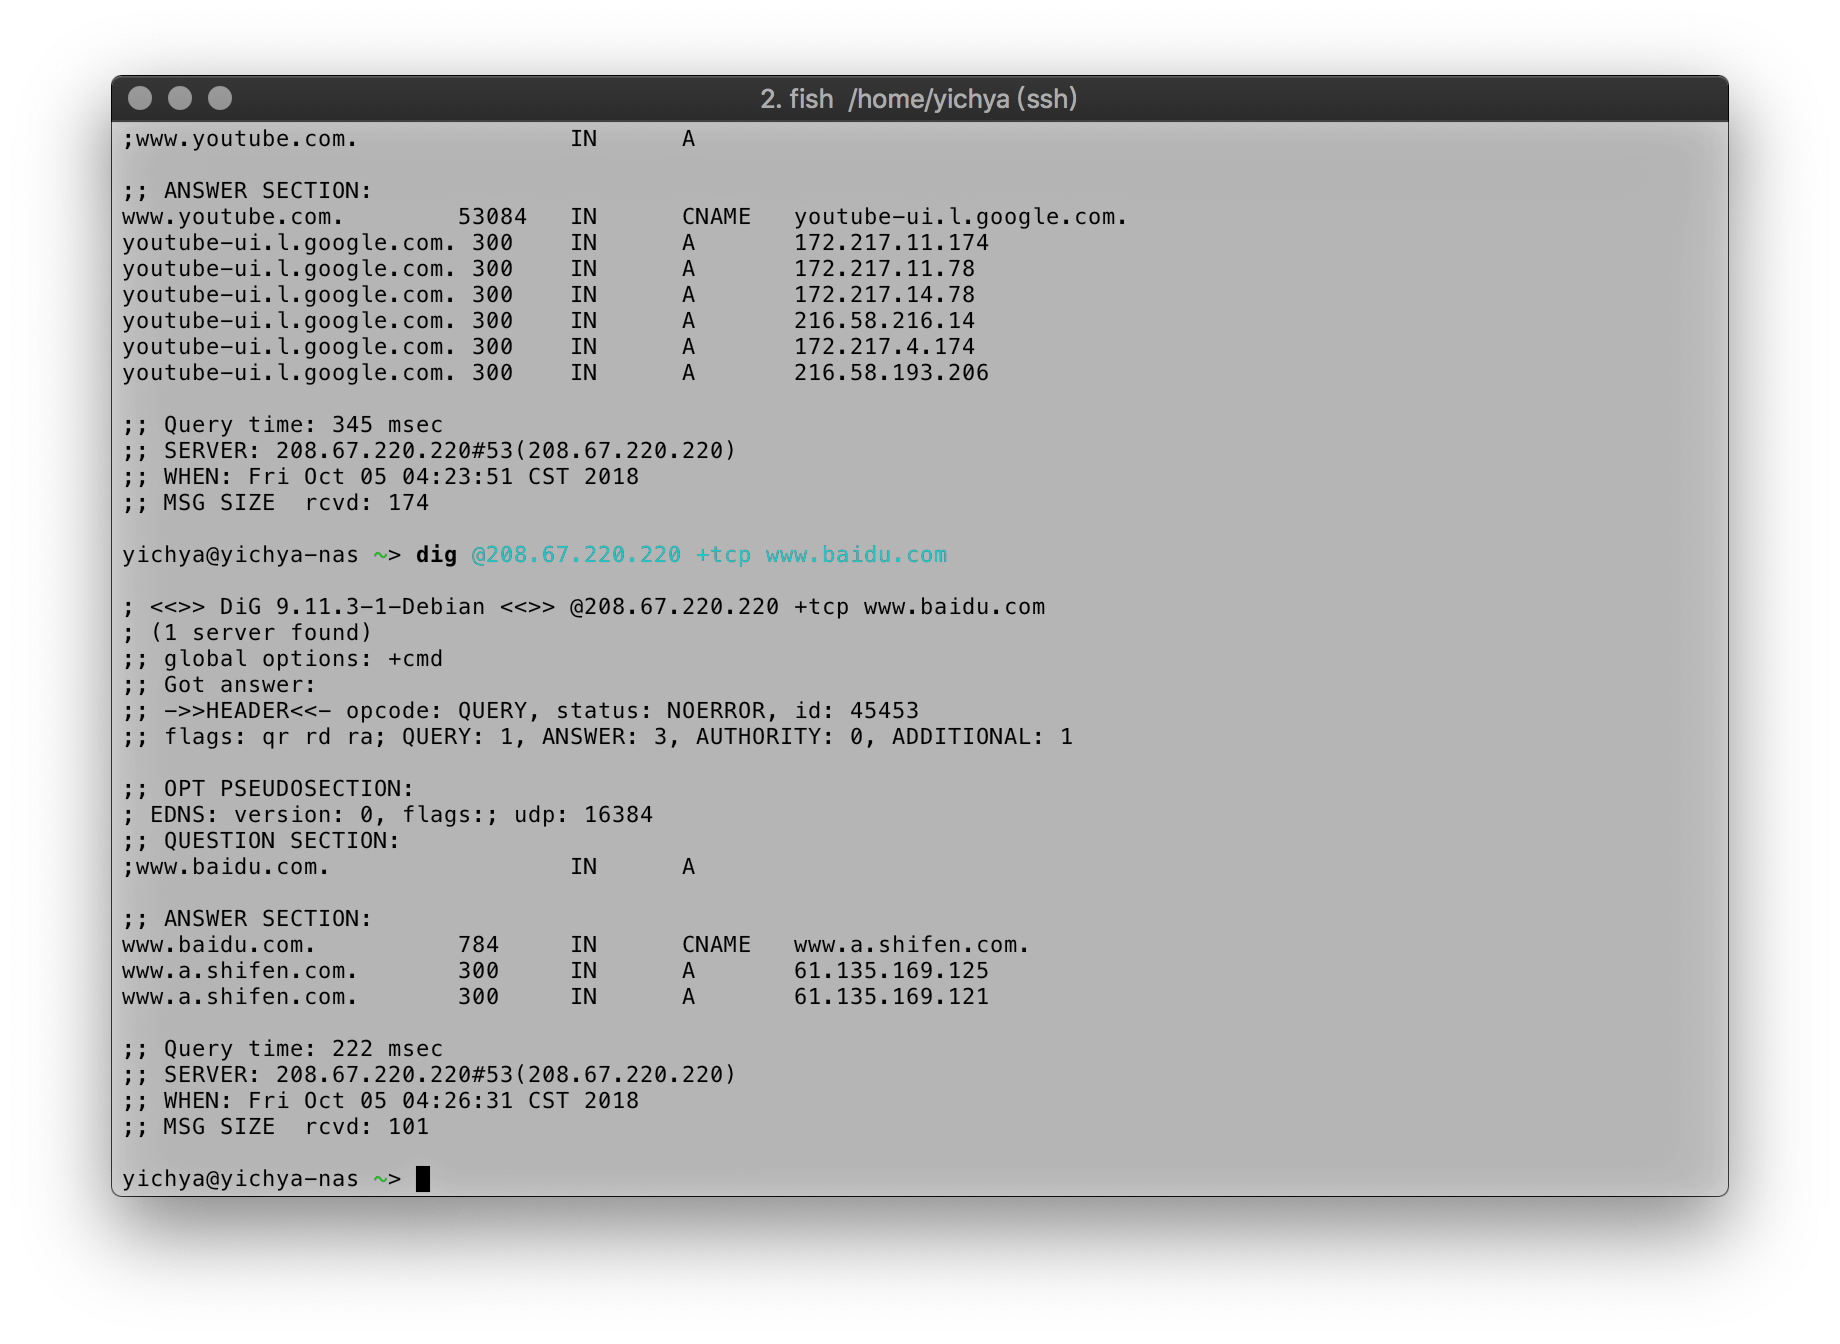 2. fish  /home/yichya (ssh)
;www.youtube.com.                IN      A
;; ANSWER SECTION:
www.youtube.com.        53084   IN      CNAME   youtube-ui.l.google.com.
youtube-ui.l.google.com. 300    IN      A       172.217.11.174
youtube-ui.l.google.com. 300    IN      A       172.217.11.78
youtube-ui.l.google.com. 300    IN      A       172.217.14.78
youtube-ui.l.google.com. 300    IN      A       216.58.216.14
youtube-ui.l.google.com. 300    IN      A       172.217.4.174
youtube-ui.l.google.com. 300    IN      A       216.58.193.206
;; Query time: 345 msec
;; SERVER: 208.67.220.220#53(208.67.220.220)
;; WHEN: Fri Oct 05 04:23:51 CST 2018
;; MSG SIZE  rcvd: 174
yichya@yichya-nas ~> dig @208.67.220.220 +tcp www.baidu.com
; <<>> DiG 9.11.3-1-Debian <<>> @208.67.220.220 +tcp www.baidu.com
; (1 server found)
;; global options: +cmd
;; Got answer:
;; ->>HEADER<<- opcode: QUERY, status: NOERROR, id: 45453
;; flags: qr rd ra; QUERY: 1, ANSWER: 3, AUTHORITY: 0, ADDITIONAL: 1
;; OPT PSEUDOSECTION:
; EDNS: version: 0, flags:; udp: 16384
;; QUESTION SECTION:
;www.baidu.com.                 IN      A
;; ANSWER SECTION:
www.baidu.com.          784     IN      CNAME   www.a.shifen.com.
www.a.shifen.com.       300     IN      A       61.135.169.125
www.a.shifen.com.       300     IN      A       61.135.169.121
;; Query time: 222 msec
;; SERVER: 208.67.220.220#53(208.67.220.220)
;; WHEN: Fri Oct 05 04:26:31 CST 2018
;; MSG SIZE  rcvd: 101
yichya@yichya-nas ~>